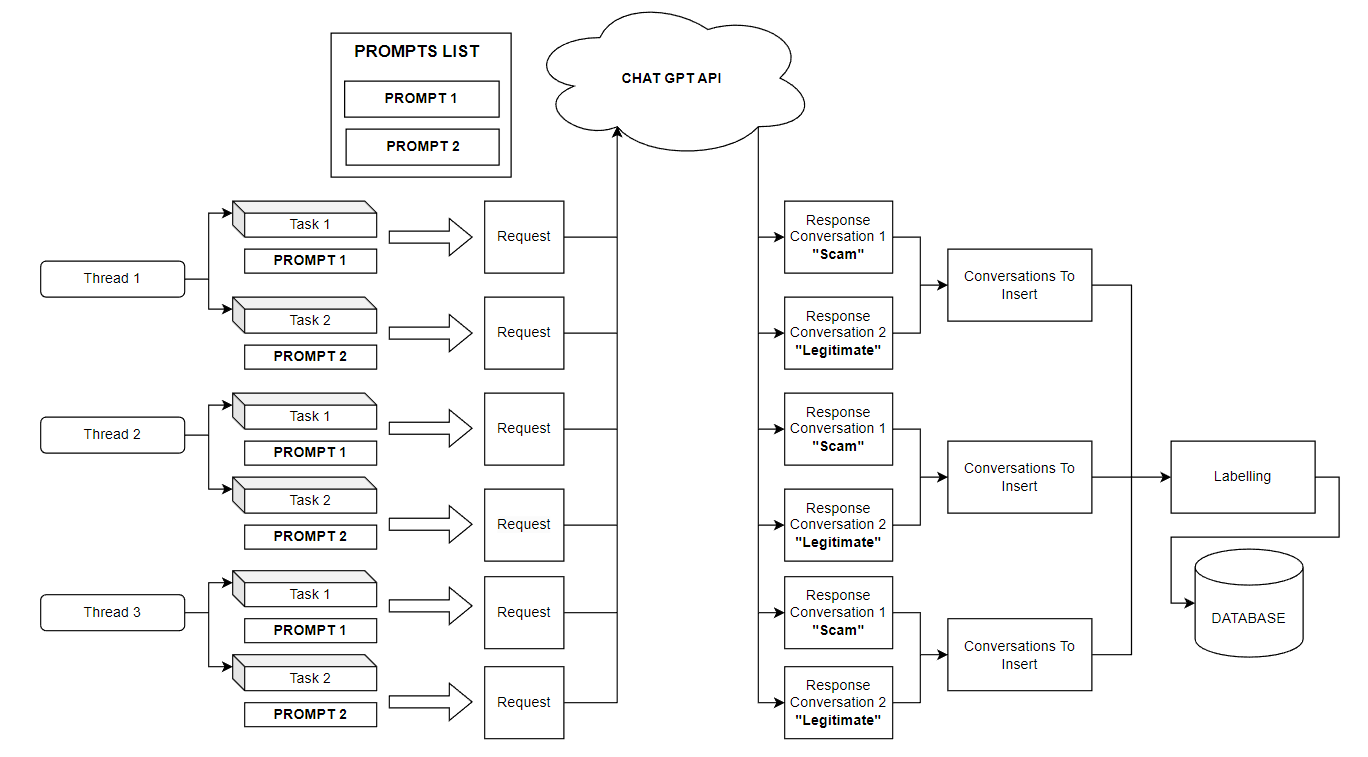 PROMPTS LIST
PROMPT 1
PROMPT 2
CHAT GPT API
Thread 1
Task 1
PROMPT 1
Task 2
PROMPT 2
Request
Request
Response
Conversation 1
"Scam"
Response
Conversation 2
"Legitimate"
Conversations To
Insert
Thread 2
Task 1
PROMPT 1
Task 2
PROMPT 2
Request
Request
Response
Conversation 1
"Scam"
Response
Conversation 2
"Legitimate"
Conversations To
Insert
Thread 3
Task 1
PROMPT 1
Task 2
PROMPT 2
Request
Request
Response
Conversation 1
"Scam"
Response
Conversation 2
"Legitimate"
Conversations To
Insert
Labelling
DATABASE